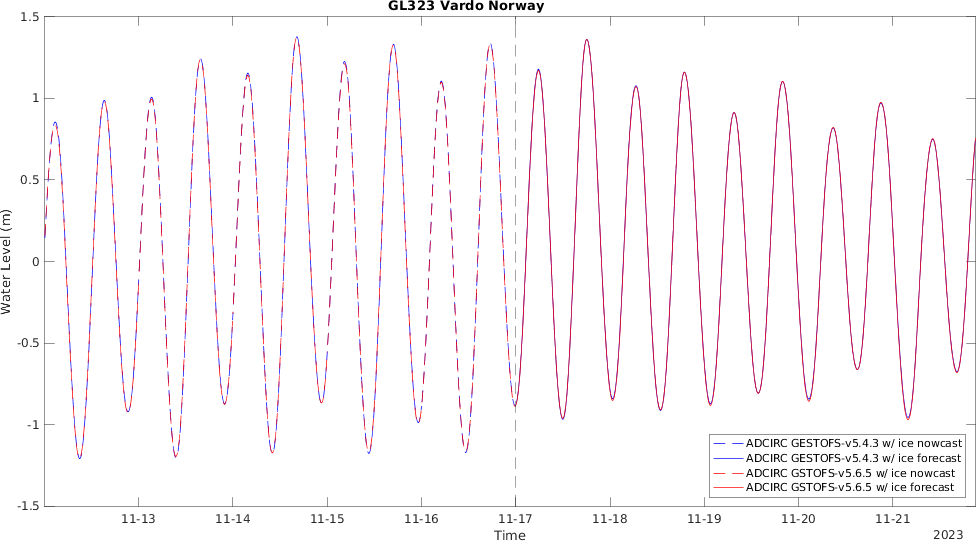 GL323 Vardo Norway
1.5
1
0.5
0
-0.5
-1
-1.5
Water Level (m)
ADCIRC GESTOFS-v5.4.3 w/ ice nowcast
ADCIRC GESTOFS-v5.4.3 w/ ice forecast
ADCIRC GSTOFS-v5.6.5 w/ ice nowcast
ADCIRC GSTOFS-v5.6.5 w/ ice forecast
11-13 11-14 11-15 11-16 11-17 11-18 11-19 11-20 11-21
Time
2023